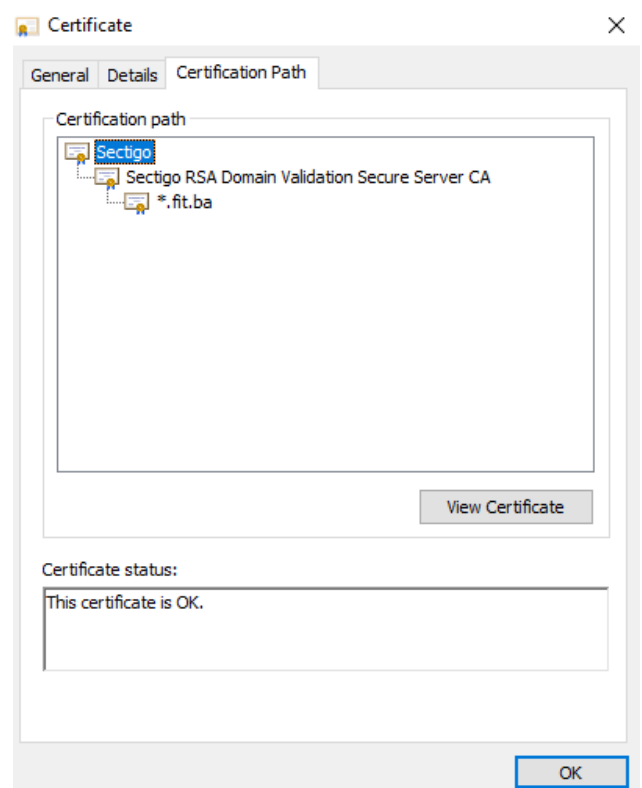 Certificate
General Details Certification Path
Certification path
Sectigo
Sectigo RSA Domain Validation Secure Server CA
*.fit.ba
View Certificate
Certificate status:
This certificate is OK.
OK